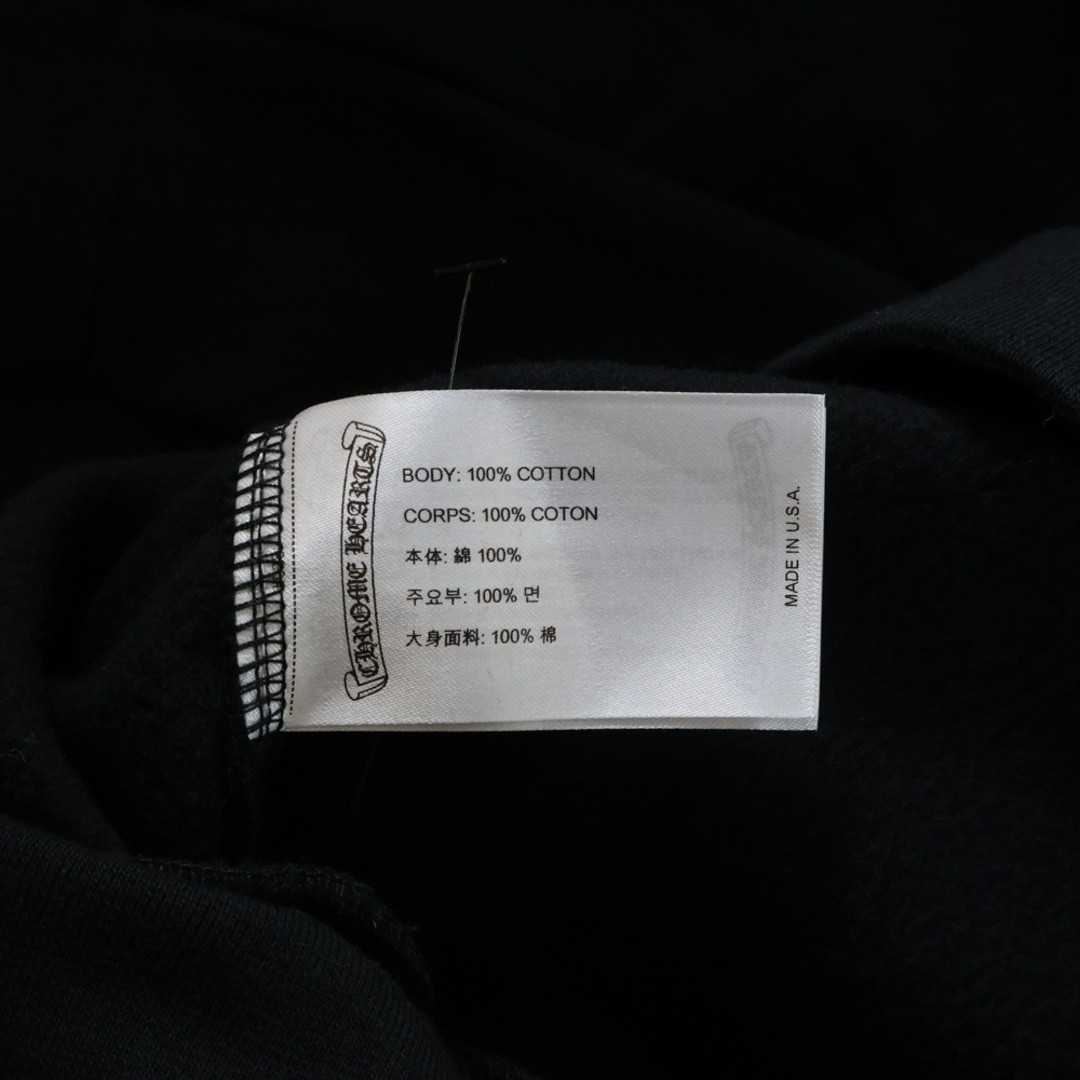 CHROME HEARTS
BODY: 100% COTTON
CORPS: 100% COTON
本体: 綿 100%
주요부: 100% 면
大身面料: 100% 棉
MADE IN U.S.A.